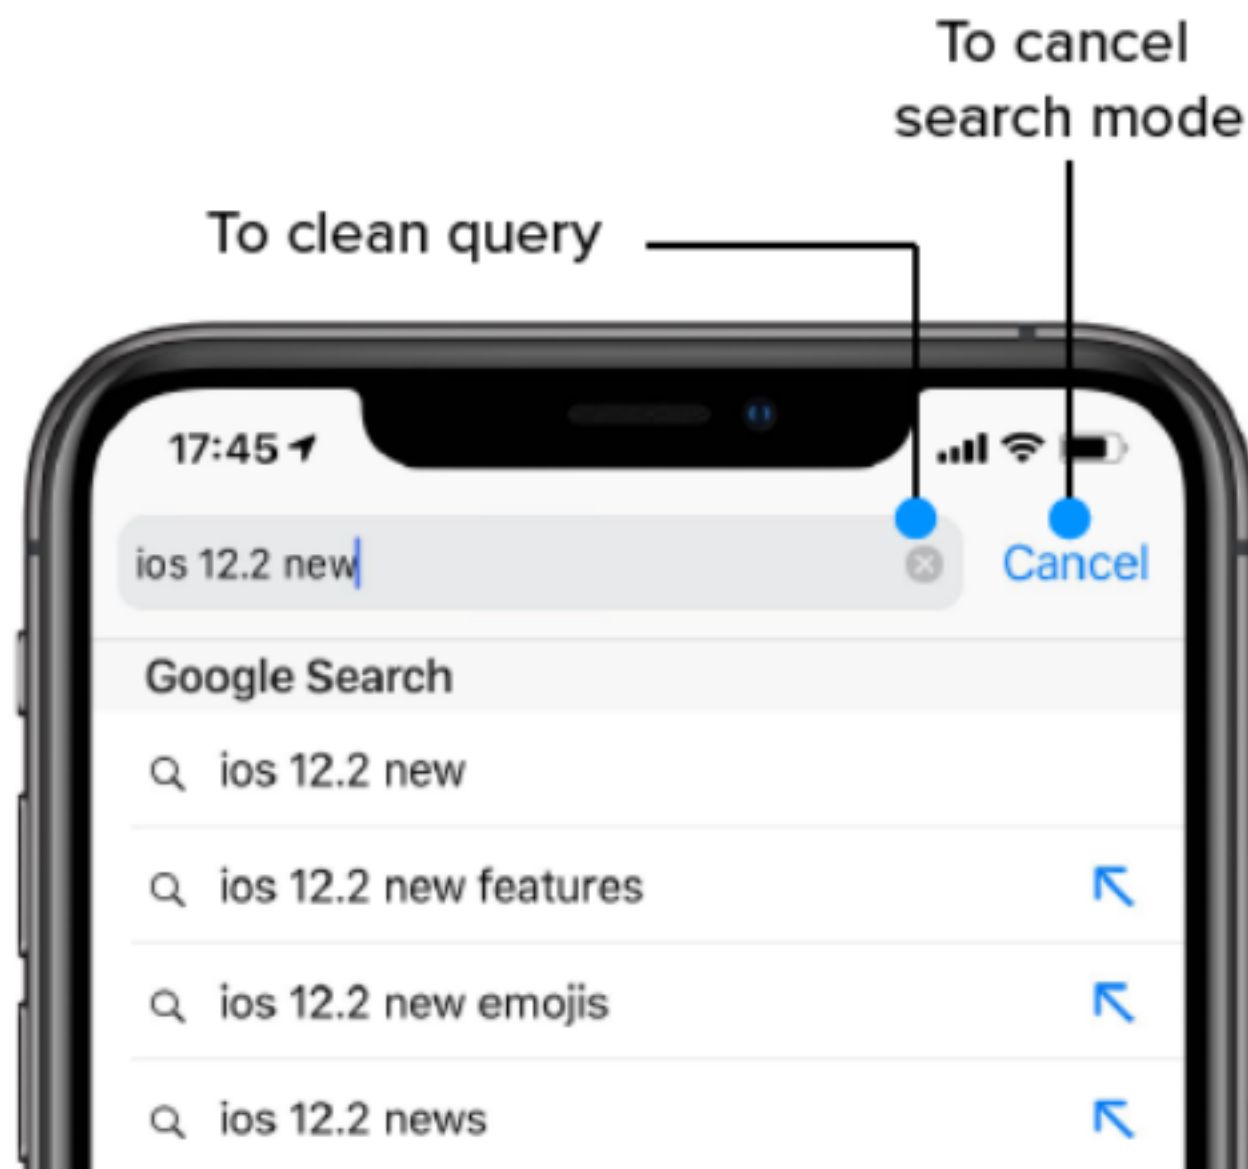 To cancel
search mode
To clean query
17:45
ios 12.2 new
Cancel
Google Search
ios 12.2 new
ios 12.2 new features
ios 12.2 new emojis
ios 12.2 news